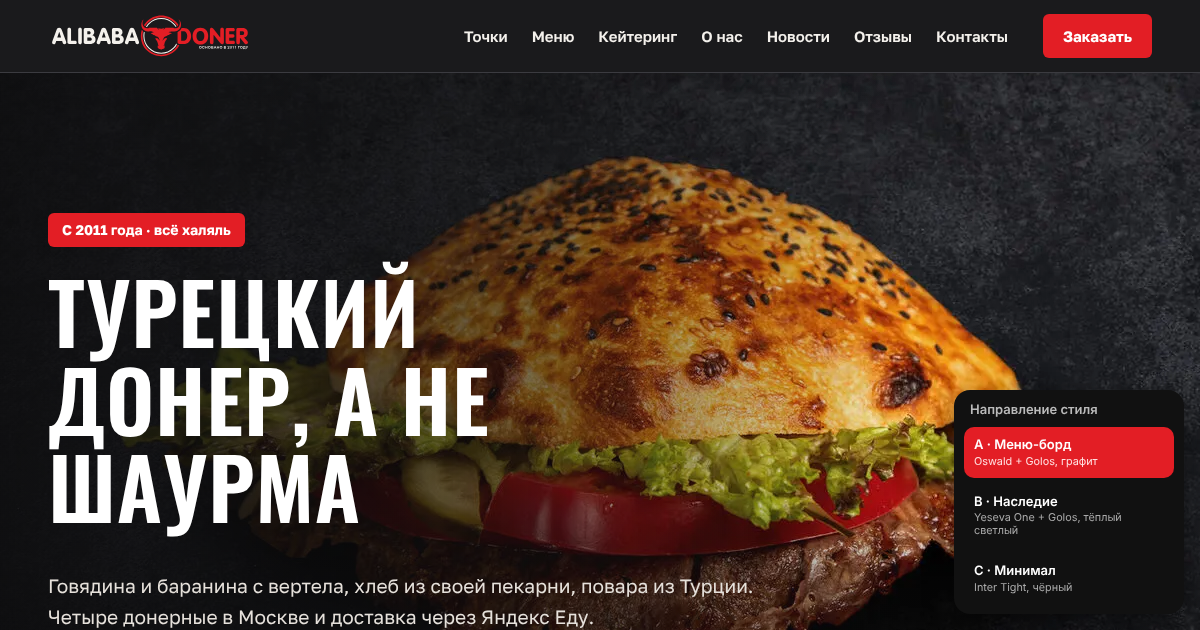 ALIBABA DONER
ОСНОВАНО В 2011 ГОДУ
Точки
Меню
Кейтеринг
О нас
Новости
Отзывы
Контакты
Заказать
С 2011 года · всё халяль
ТУРЕЦКИЙ
ДОНЕР, А НЕ
ШАУРМА
Говядина и баранина с вертела, хлеб из своей пекарни, повара из Турции.
Четыре донерные в Москве и доставка через Яндекс Еду.
Направление стиля
A · Меню-борд
Oswald + Golos, графит
B · Наследие
Yeseva One + Golos, тёплый
светлый
C · Минимал
Inter Tight, чёрный